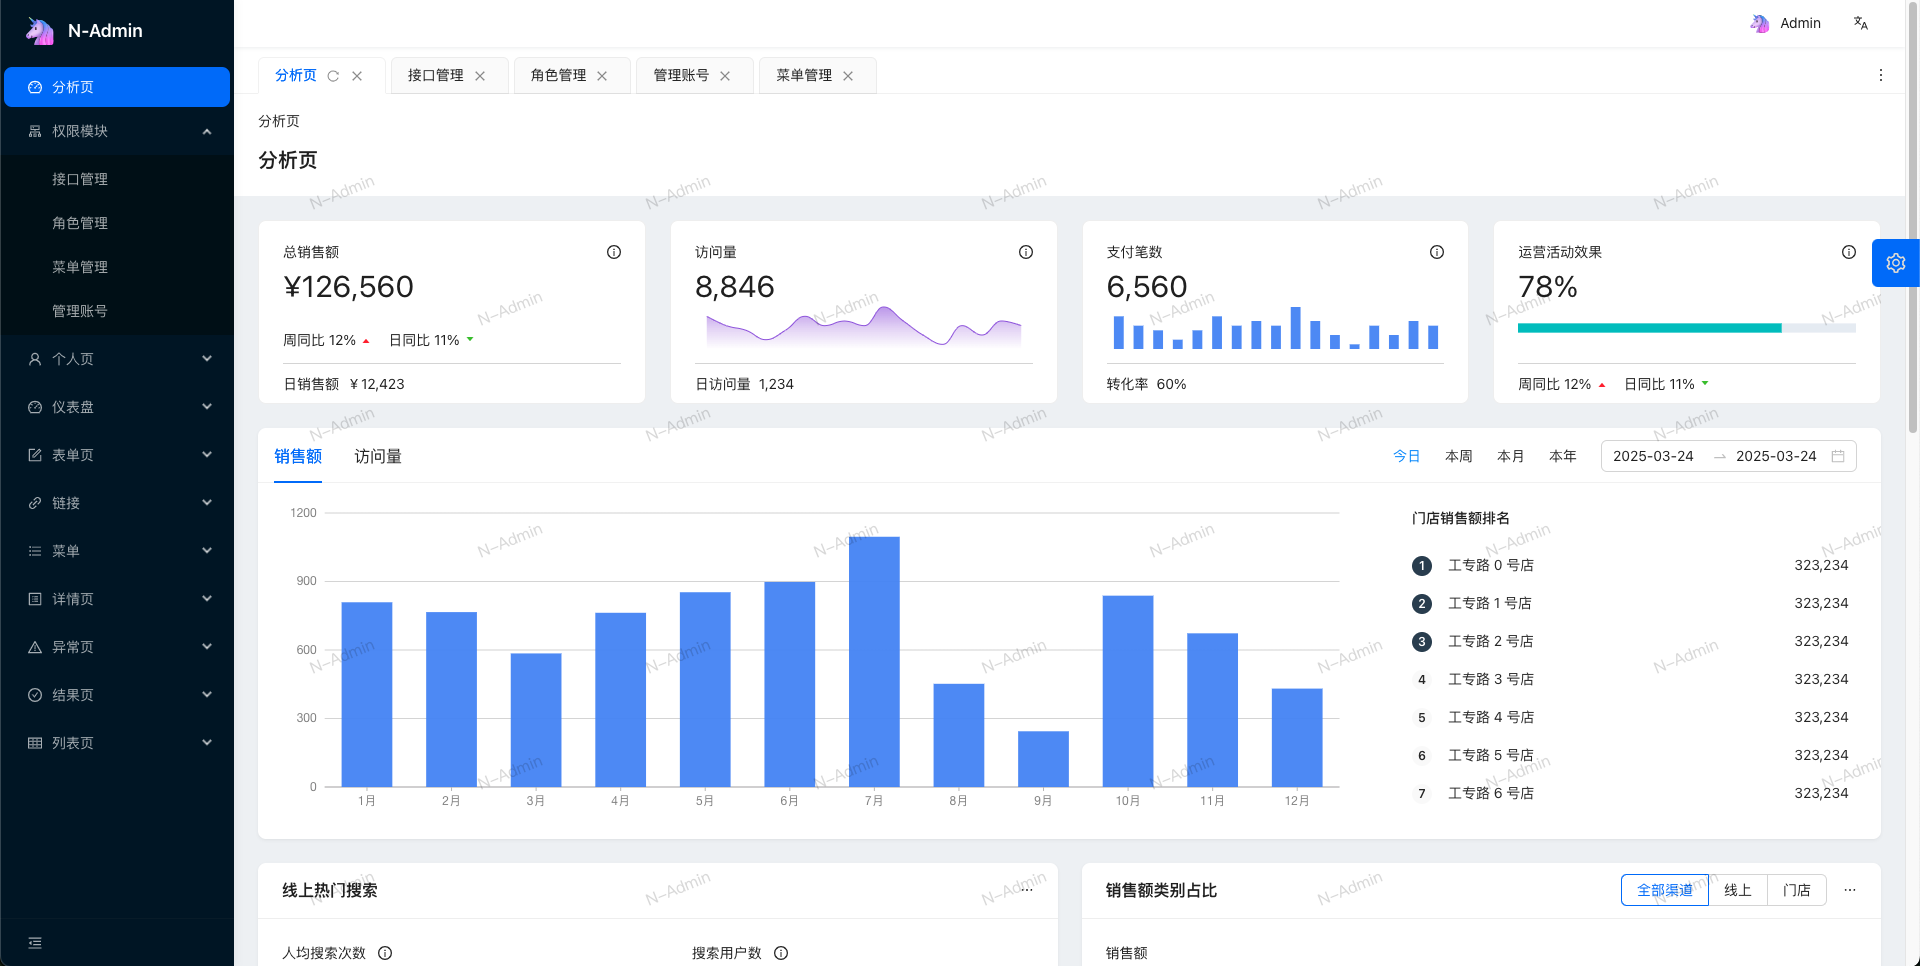 N-Admin
Admin
分析页
权限模块
接口管理
角色管理
菜单管理
管理账号
个人页
仪表盘
表单页
链接
菜单
详情页
异常页
结果页
列表页
分析页 接口管理 角色管理 管理账号 菜单管理
分析页
分析页
总销售额
¥126,560
周同比 12% 日同比 11%
日销售额 ¥12,423
访问量
8,846
日访问量 1,234
支付笔数
6,560
转化率 60%
运营活动效果
78%
周同比 12% 日同比 11%
销售额 访问量
今日 本周 本月 本年 2025-03-24 2025-03-24
1200
900
600
300
0
1月 2月 3月 4月 5月 6月 7月 8月 9月 10月 11月 12月
门店销售额排名
1 工专路 0 号店 323,234
2 工专路 1 号店 323,234
3 工专路 2 号店 323,234
4 工专路 3 号店 323,234
5 工专路 4 号店 323,234
6 工专路 5 号店 323,234
7 工专路 6 号店 323,234
线上热门搜索
人均搜索次数 搜索用户数
销售额类别占比
全部渠道 线上 门店
销售额
N-Admin